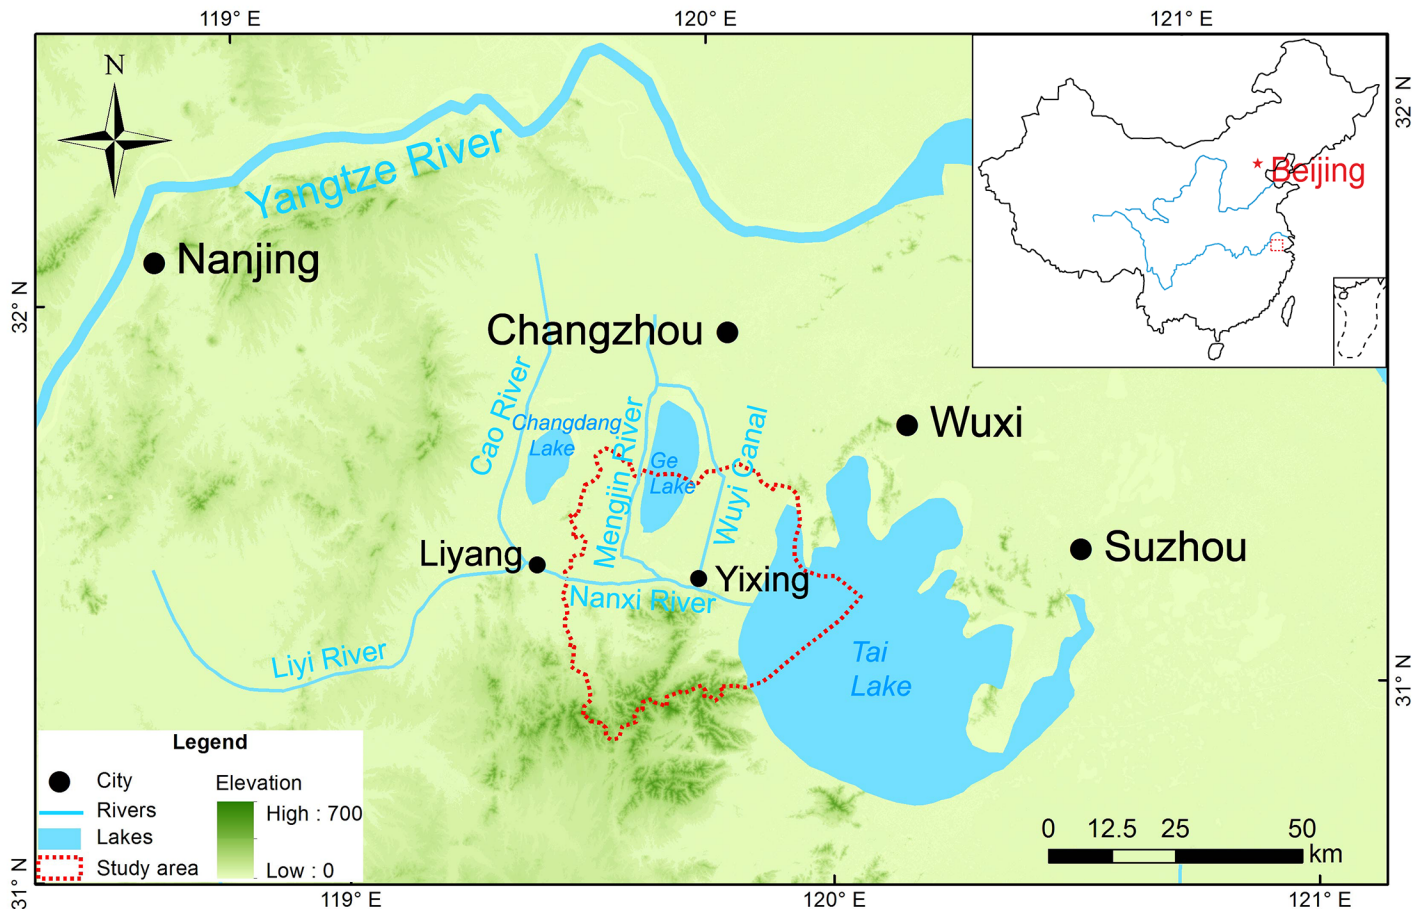 119° E
120° E
121° E
N
32° N
Yangtze River
Beijing
Nanjing
32° N
Changzhou
Cao River
Changdang
Lake
Mengjin River
Ge
Lake
Wuyi Canal
Wuxi
Liyang
Yixing
Suzhou
Nanxi River
Liyi River
Tai
Lake
31° N
Legend
City
Rivers
Lakes
Study area
Elevation
High : 700
Low : 0
0 12.5 25 50
km
31° N
119° E
120° E
121° E